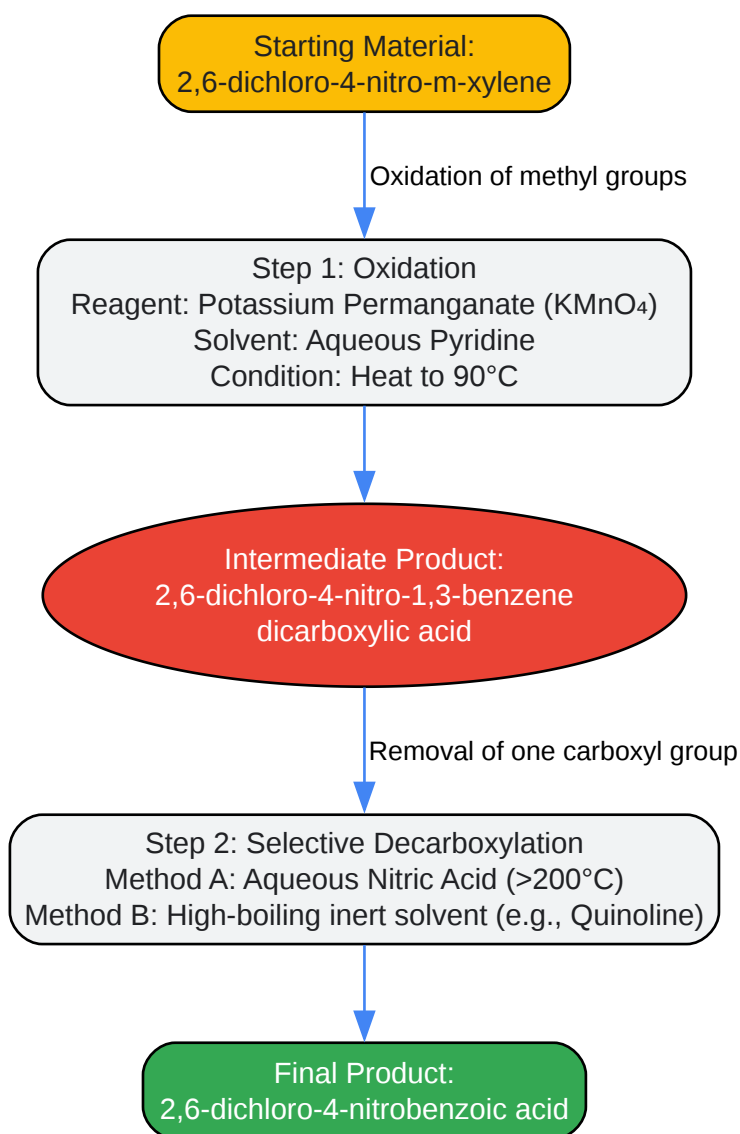 Starting Material:
2,6-dichloro-4-nitro-m-xylene
Oxidation of methyl groups
Step 1: Oxidation
Reagent: Potassium Permanganate (KMnO₄)
Solvent: Aqueous Pyridine
Condition: Heat to 90°C
Intermediate Product:
2,6-dichloro-4-nitro-1,3-benzene
dicarboxylic acid
Removal of one carboxyl group
Step 2: Selective Decarboxylation
Method A: Aqueous Nitric Acid (>200°C)
Method B: High-boiling inert solvent (e.g., Quinoline)
Final Product:
2,6-dichloro-4-nitrobenzoic acid